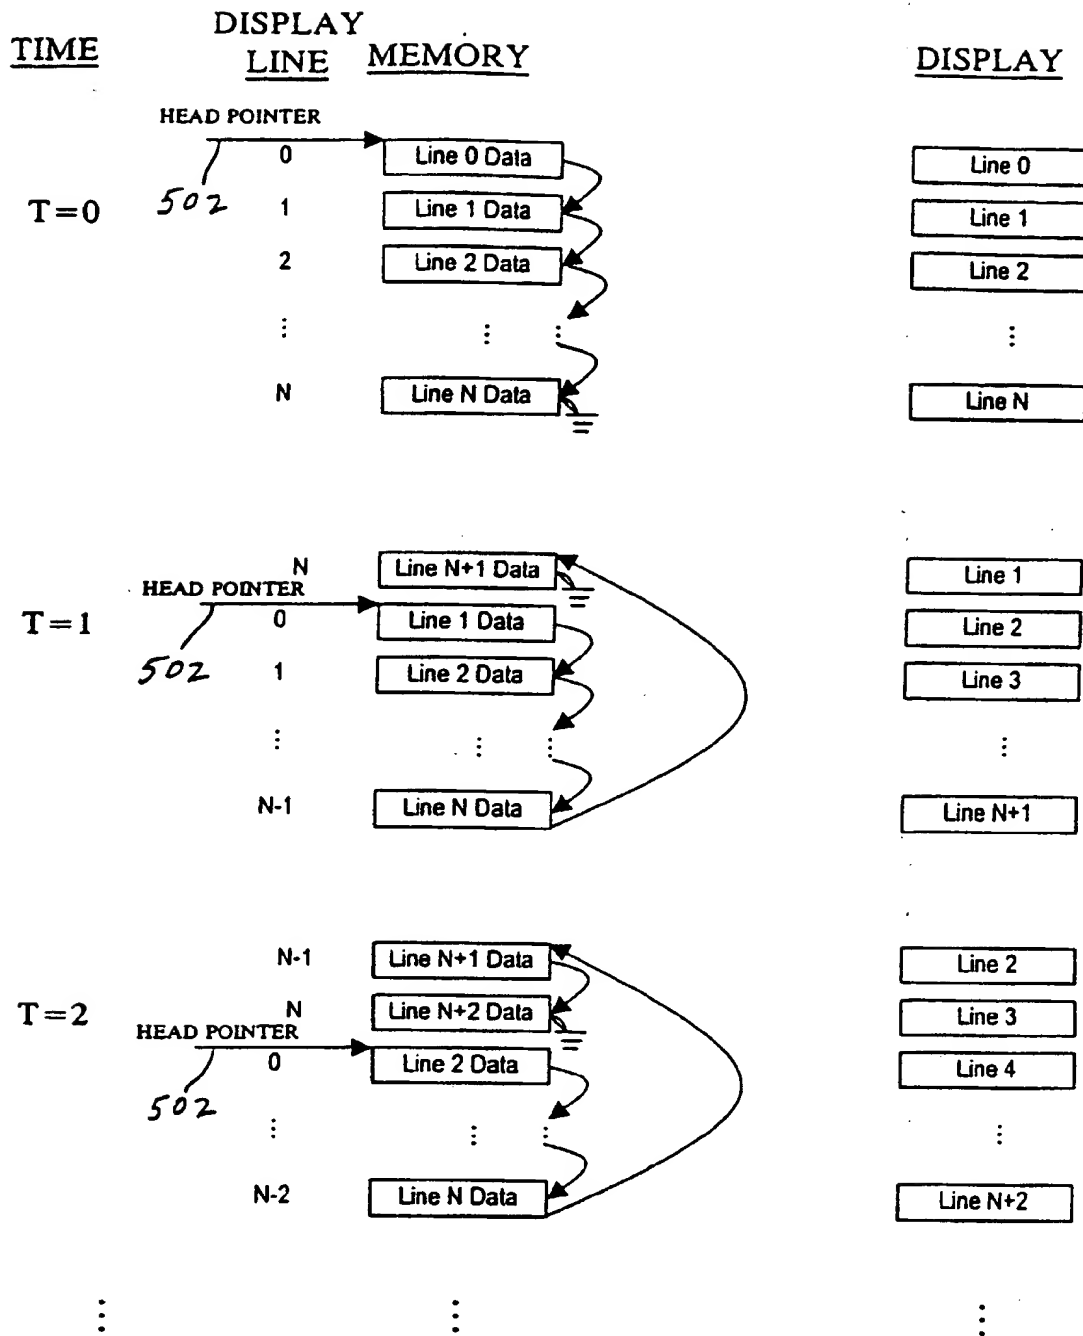 TIME DISPLAY LINE MEMORY DISPLAY
HEAD POINTER
0 Line 0 Data Line 0
T=0 502 1 Line 1 Data Line 1
2 Line 2 Data Line 2
⋮ ⋮ ⋮ ⋮
N Line N Data Line N
N Line N+1 Data Line 1
HEAD POINTER
T=1 0 Line 1 Data Line 2
502 1 Line 2 Data Line 3
⋮ ⋮ ⋮ ⋮
N-1 Line N Data Line N+1
N-1 Line N+1 Data Line 2
T=2 N Line N+2 Data Line 3
HEAD POINTER
0 Line 2 Data Line 4
502
⋮ ⋮ ⋮ ⋮
N-2 Line N Data Line N+2
⋮ ⋮ ⋮